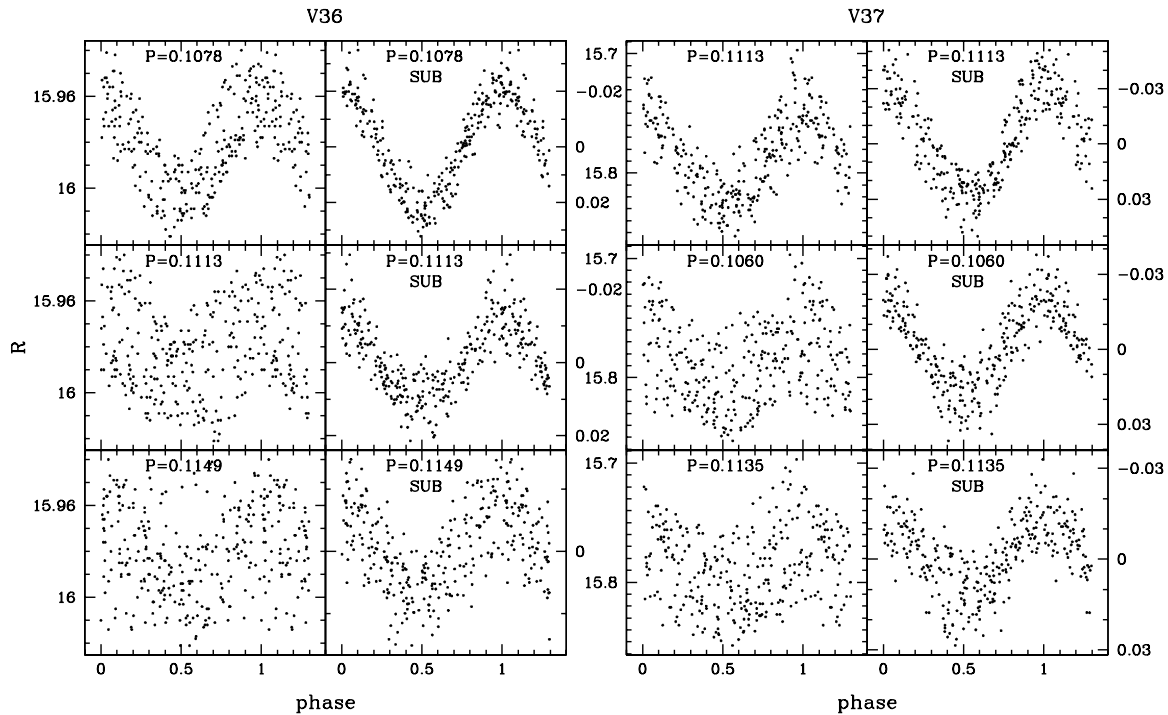 V36 V37
P=0.1078 P=0.1078 SUB P=0.1113 P=0.1113 SUB
15.96 16 -0.02 0 0.02 15.7 15.8 -0.03 0 0.03
P=0.1113 P=0.1113 SUB P=0.1060 P=0.1060 SUB
15.96 16 -0.02 0 0.02 15.7 15.8 -0.03 0 0.03
R
P=0.1149 P=0.1149 SUB P=0.1135 P=0.1135 SUB
15.96 16 0 15.7 15.8 -0.03 0 0.03
0 0.5 1 0 0.5 1 0 0.5 1 0 0.5 1
phase phase